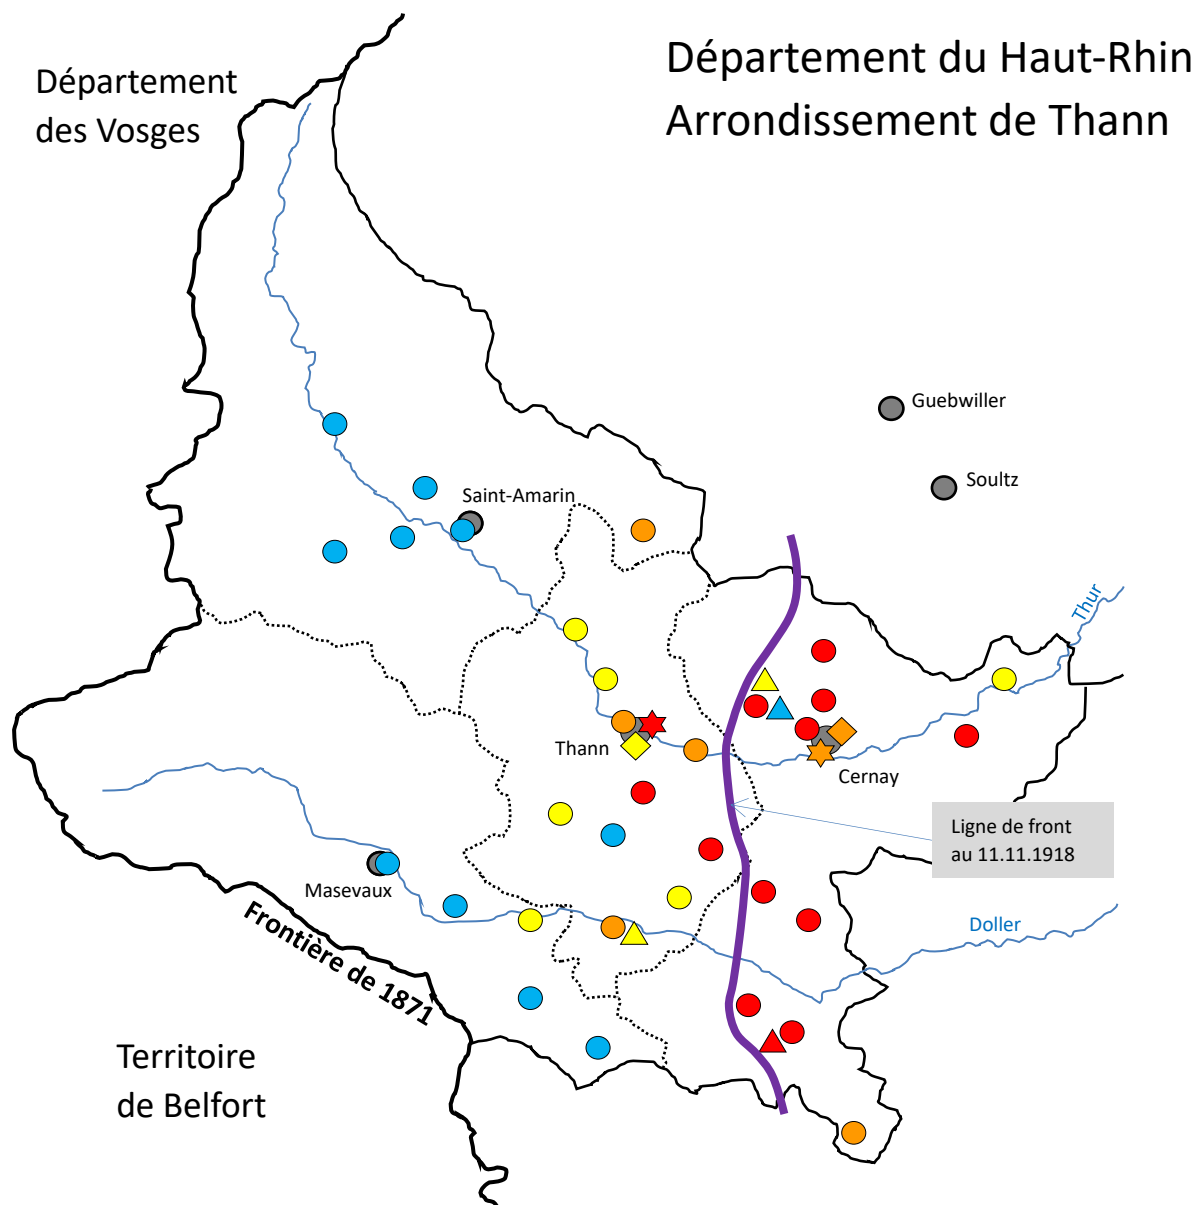 Département
des Vosges
Département du Haut-Rhin
Arrondissement de Thann
Guebwiller
Soultz
Saint-Amarin
Thur
Thann
Cernay
Ligne de front
au 11.11.1918
Masevaux
Doller
Frontière de 1871
Territoire
de Belfort